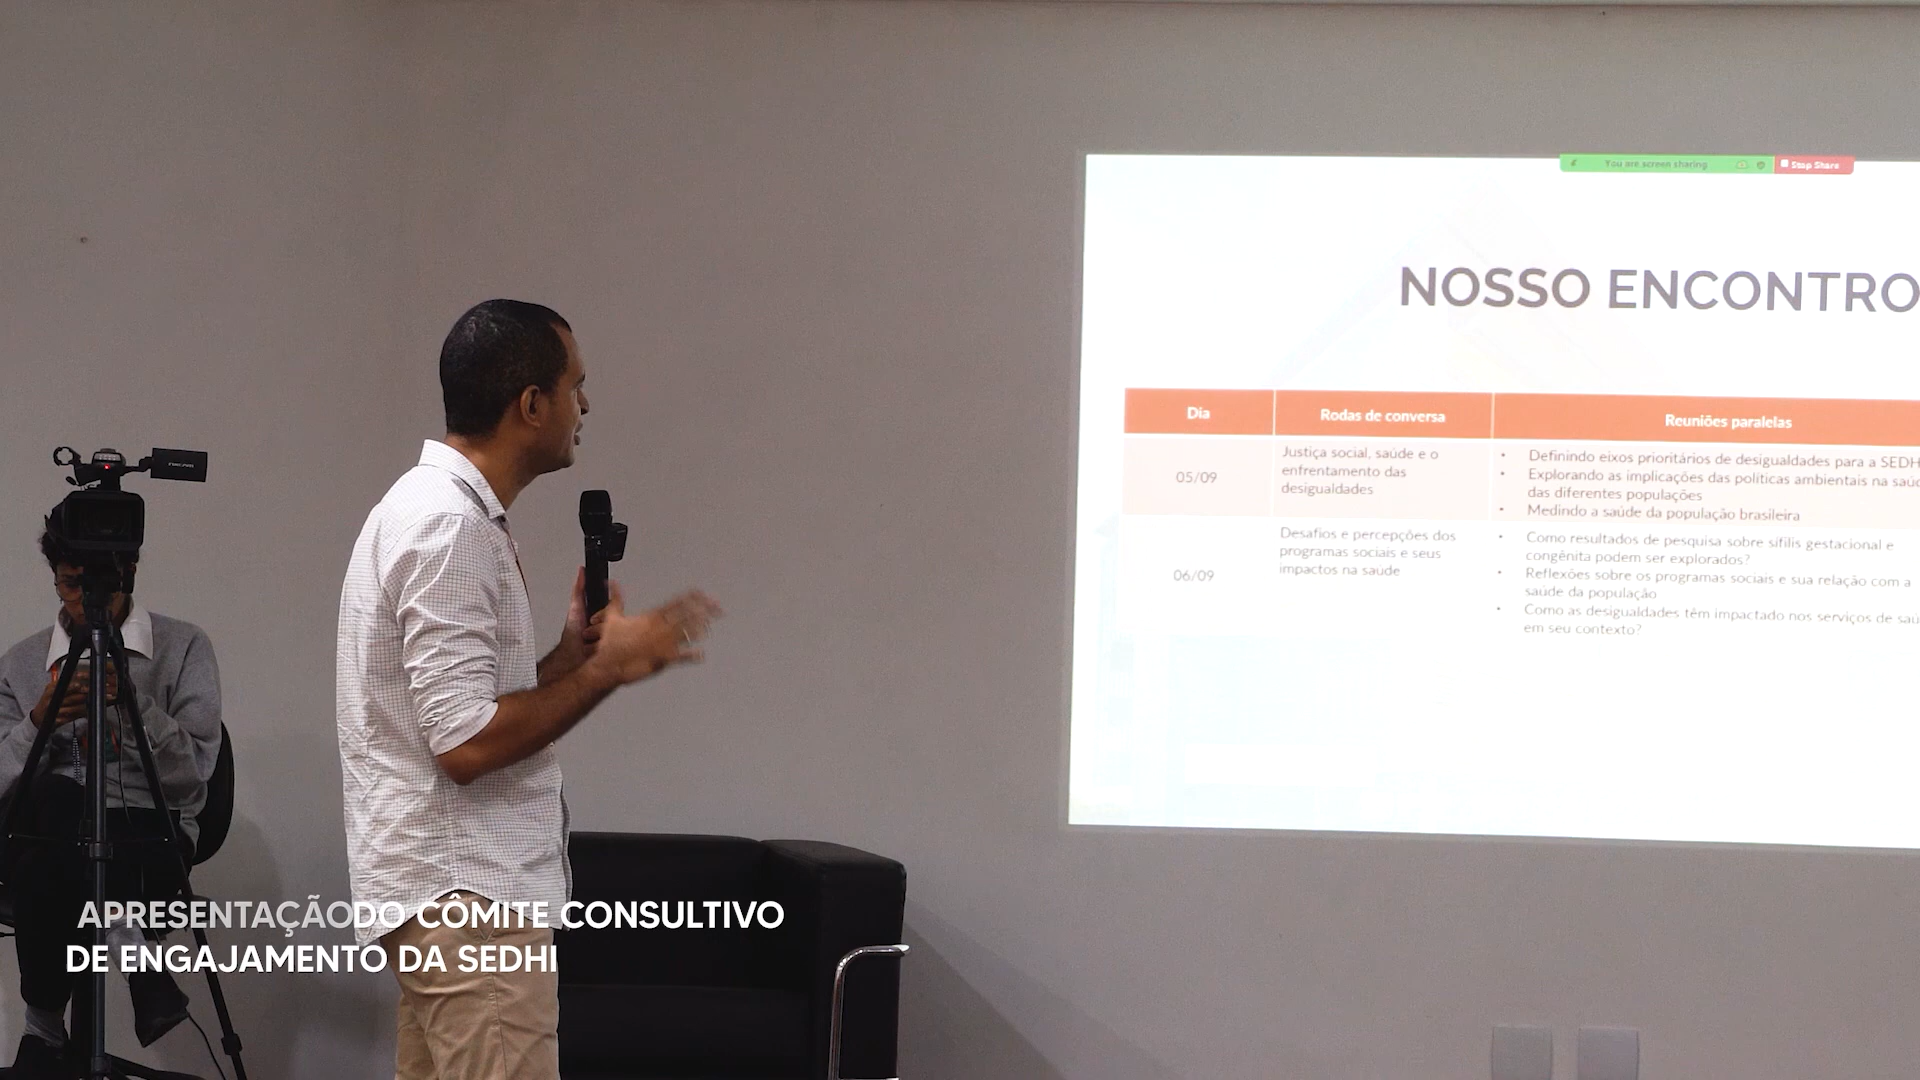 You are screen sharing
Stop Share
NOSSO ENCONTRO
Dia
Rodas de conversa
Reuniões paralelas
05/09
Justiça social, saúde e o
enfrentamento das
desigualdades
• Definindo eixos prioritários de desigualdades para a SEDH
• Explorando as implicações das políticas ambientais na saúd
das diferentes populações
• Medindo a saúde da população brasileira
06/09
Desafios e percepções dos
programas sociais e seus
impactos na saúde
• Como resultados de pesquisa sobre sífilis gestacional e
congênita podem ser explorados?
• Reflexões sobre os programas sociais e sua relação com a
saúde da população
• Como as desigualdades têm impactado nos serviços de saú
em seu contexto?
APRESENTAÇÃODO CÔMITE CONSULTIVO
DE ENGAJAMENTO DA SEDHI